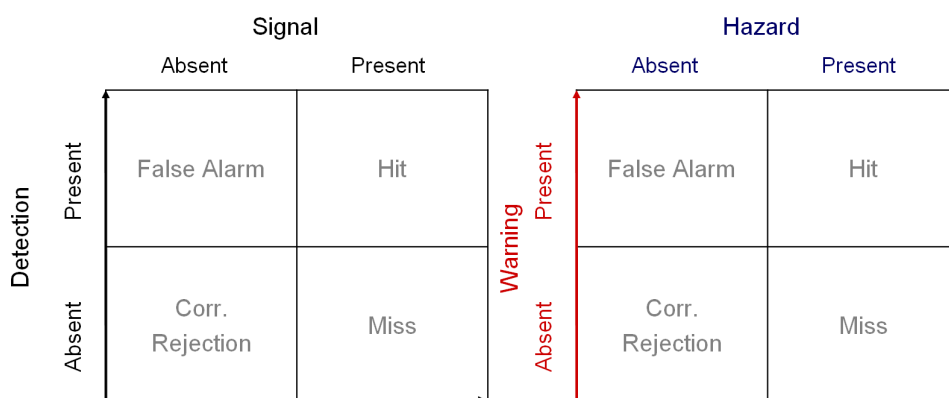 Signal
Absent Present
Detection
Present
False Alarm Hit
Absent
Corr.
Rejection
Miss
Hazard
Absent Present
Warning
Present
False Alarm Hit
Absent
Corr.
Rejection
Miss